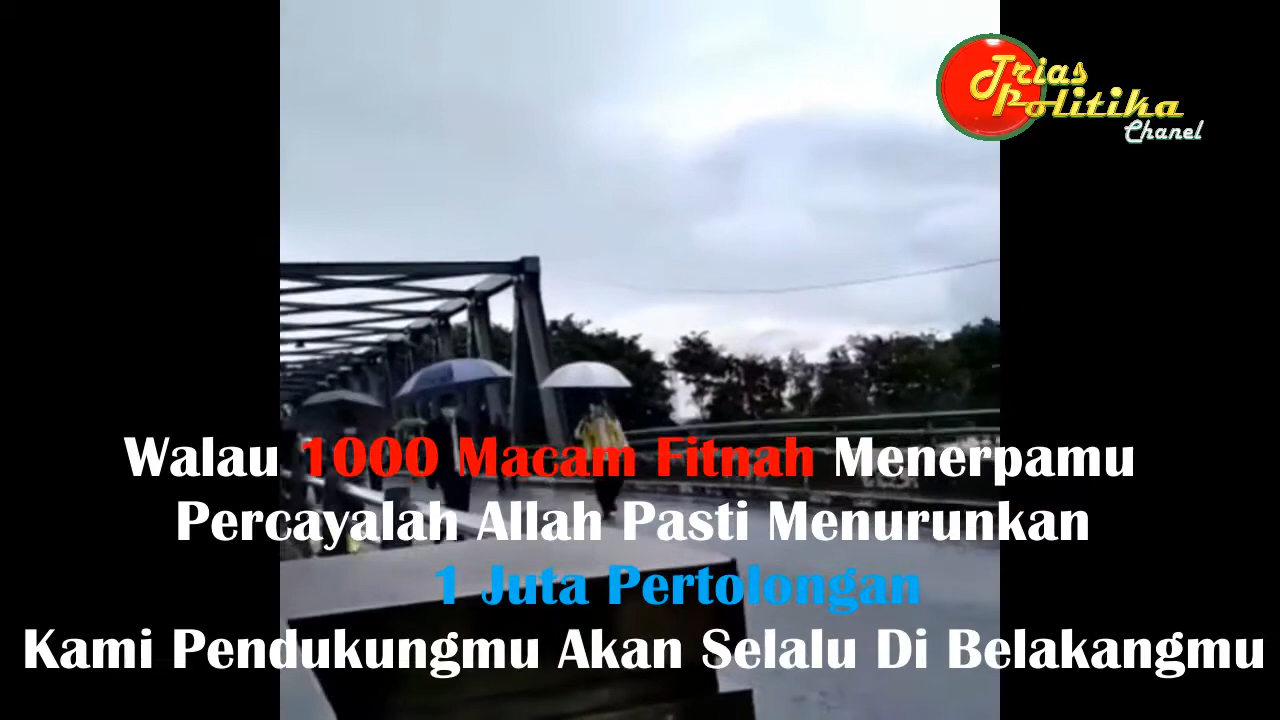 Trias
Politika
Chanel
Walau 1000 Macam Fitnah Menerpamu
Percayalah Allah Pasti Menurunkan
1 Juta Pertolongan
Kami Pendukungmu Akan Selalu Di Belakangmu